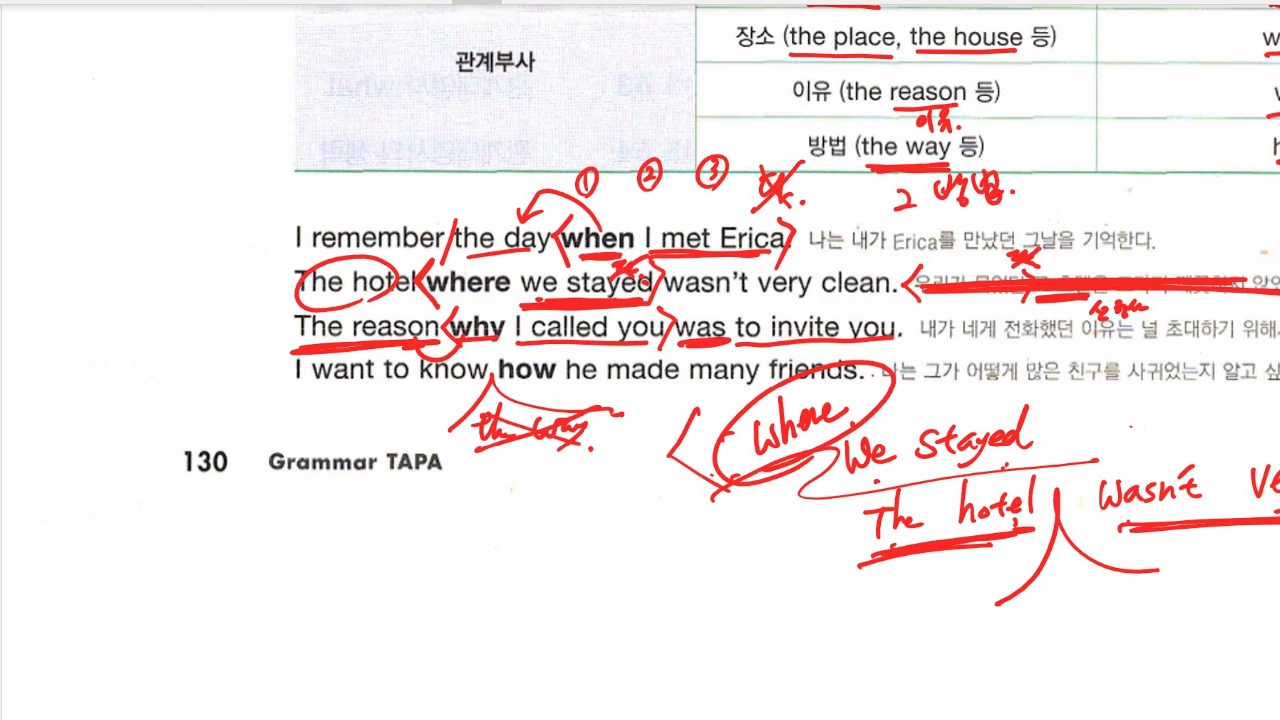 장소 (the place, the house 등)
관계부사
이유 (the reason 등)
이유.
방법 (the way 등)
① ② ③
그 방법.
I remember the day when I met Erica. 나는 내가 Erica를 만났던 그날을 기억한다.
The hotel where we stayed wasn't very clean.
The reason why I called you was to invite you. 내가 네게 전화했던 이유는 널 초대하기 위해
I want to know how he made many friends. 나는 그가 어떻게 많은 친구를 사귀었는지 알고 싶
the way.
where
We stayed
130 Grammar TAPA
The hotel wasn't